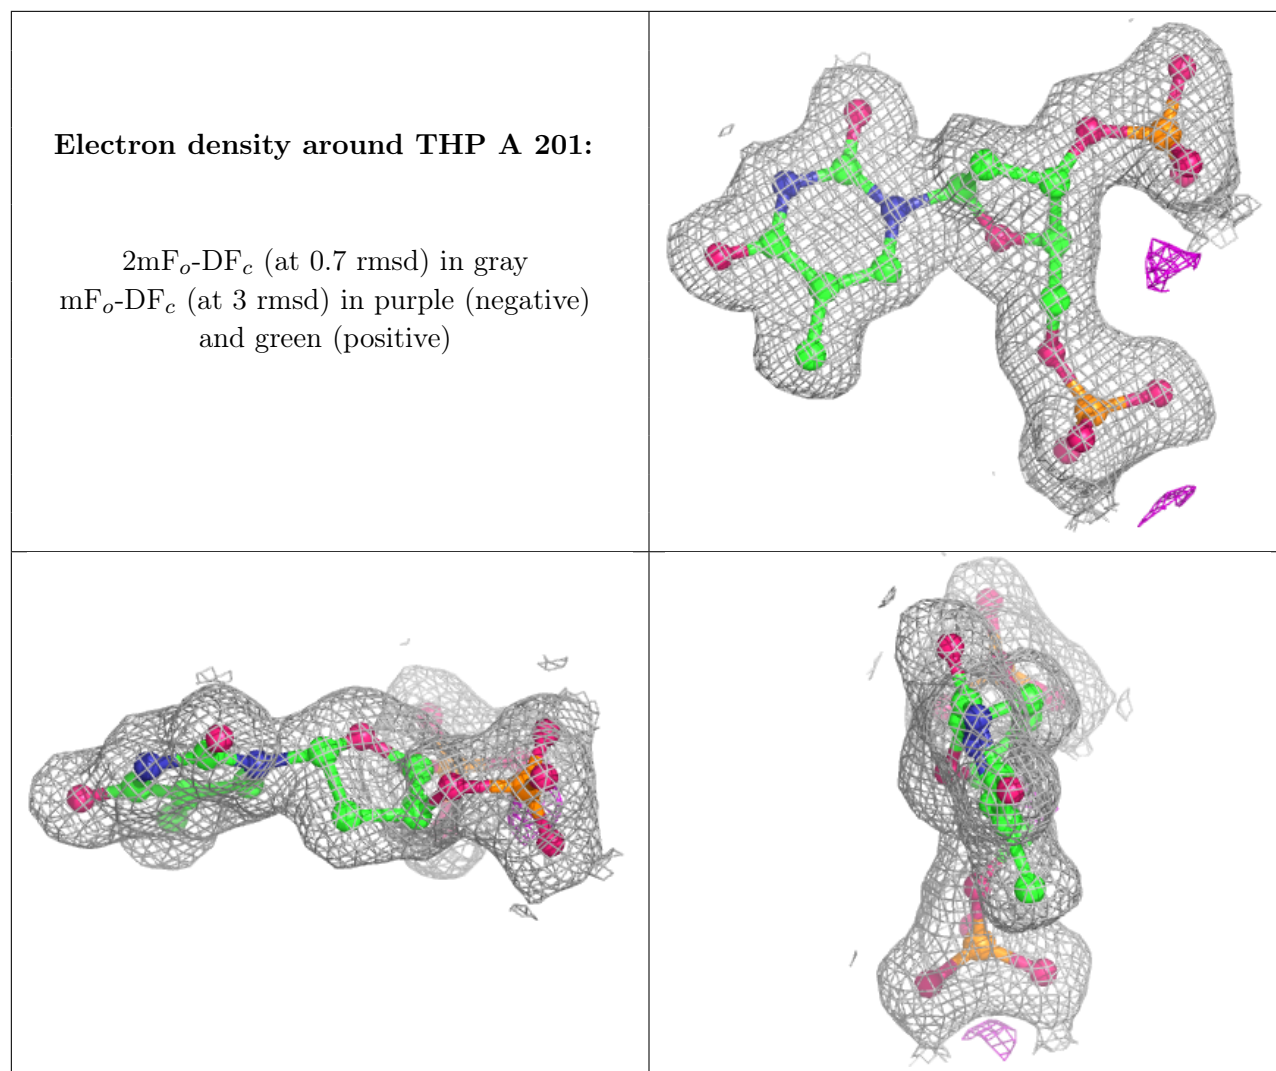 Electron density around THP A 201:
2mFo-DFc (at 0.7 rmsd) in gray
mFo-DFc (at 3 rmsd) in purple (negative)
and green (positive)